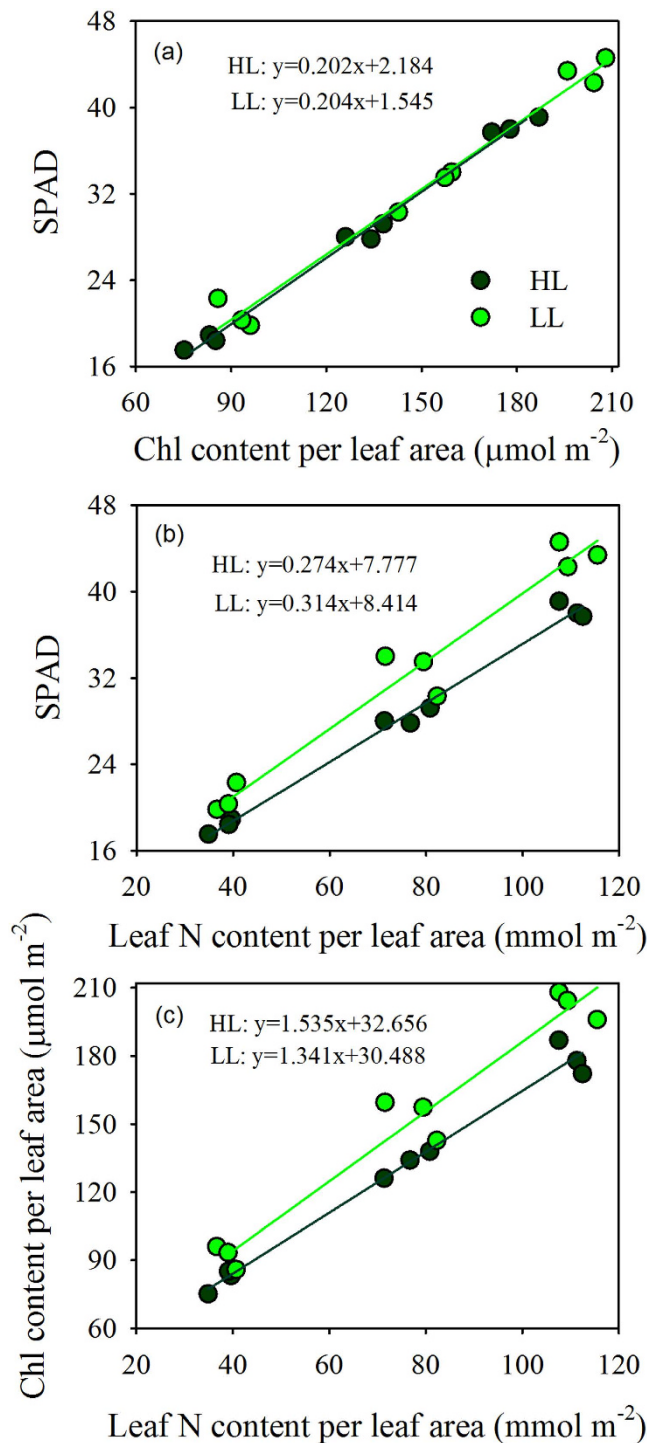 48
(a)
HL: y=0.202x+2.184
LL: y=0.204x+1.545
40
SPAD
32
24
HL
LL
16
60 90 120 150 180 210
Chl content per leaf area (μmol m⁻²)
48
(b)
HL: y=0.274x+7.777
LL: y=0.314x+8.414
40
SPAD
32
24
16
20 40 60 80 100 120
Leaf N content per leaf area (mmol m⁻²)
Chl content per leaf area (μmol m⁻²)
210
(c)
HL: y=1.535x+32.656
LL: y=1.341x+30.488
180
150
120
90
60
20 40 60 80 100 120
Leaf N content per leaf area (mmol m⁻²)